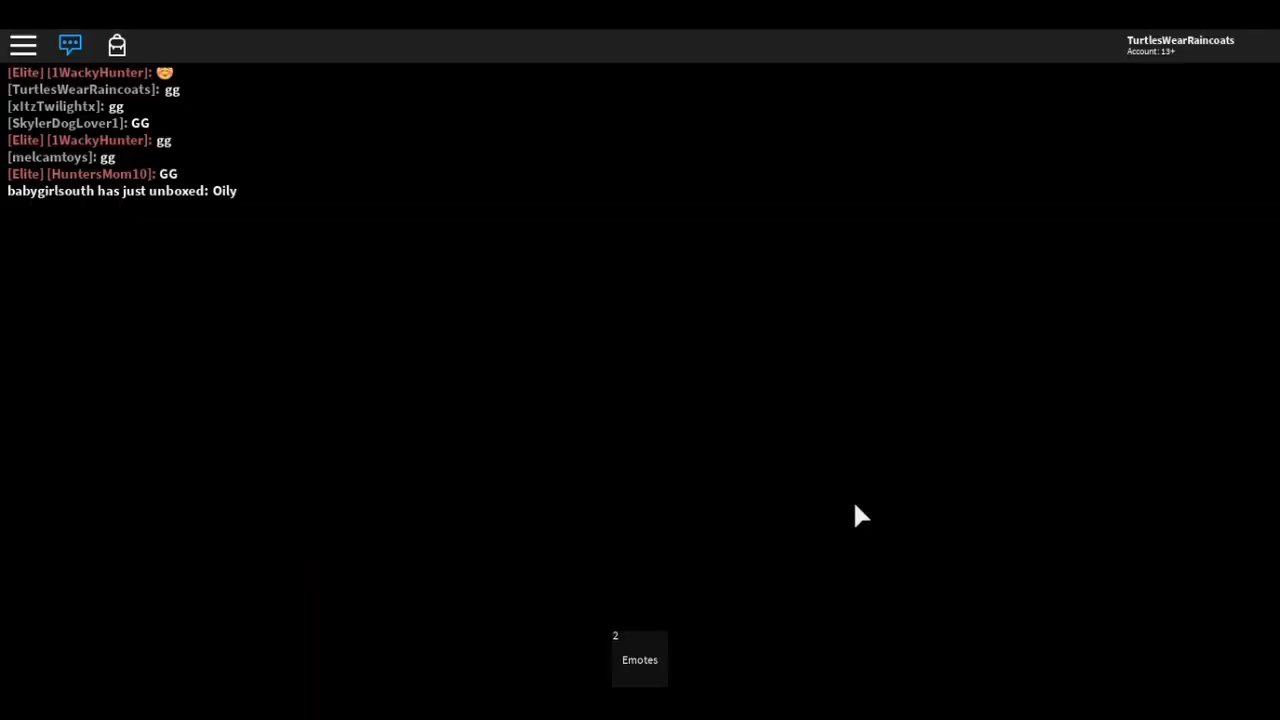 TurtlesWearRaincoats
Account: 13+
[Elite] [1WackyHunter]: 😇
[TurtlesWearRaincoats]: gg
[xItzTwilightx]: gg
[SkylerDogLover1]: GG
[Elite] [1WackyHunter]: gg
[melcamtoys]: gg
[Elite] [HuntersMom10]: GG
babygirlsouth has just unboxed: Oily
2
Emotes